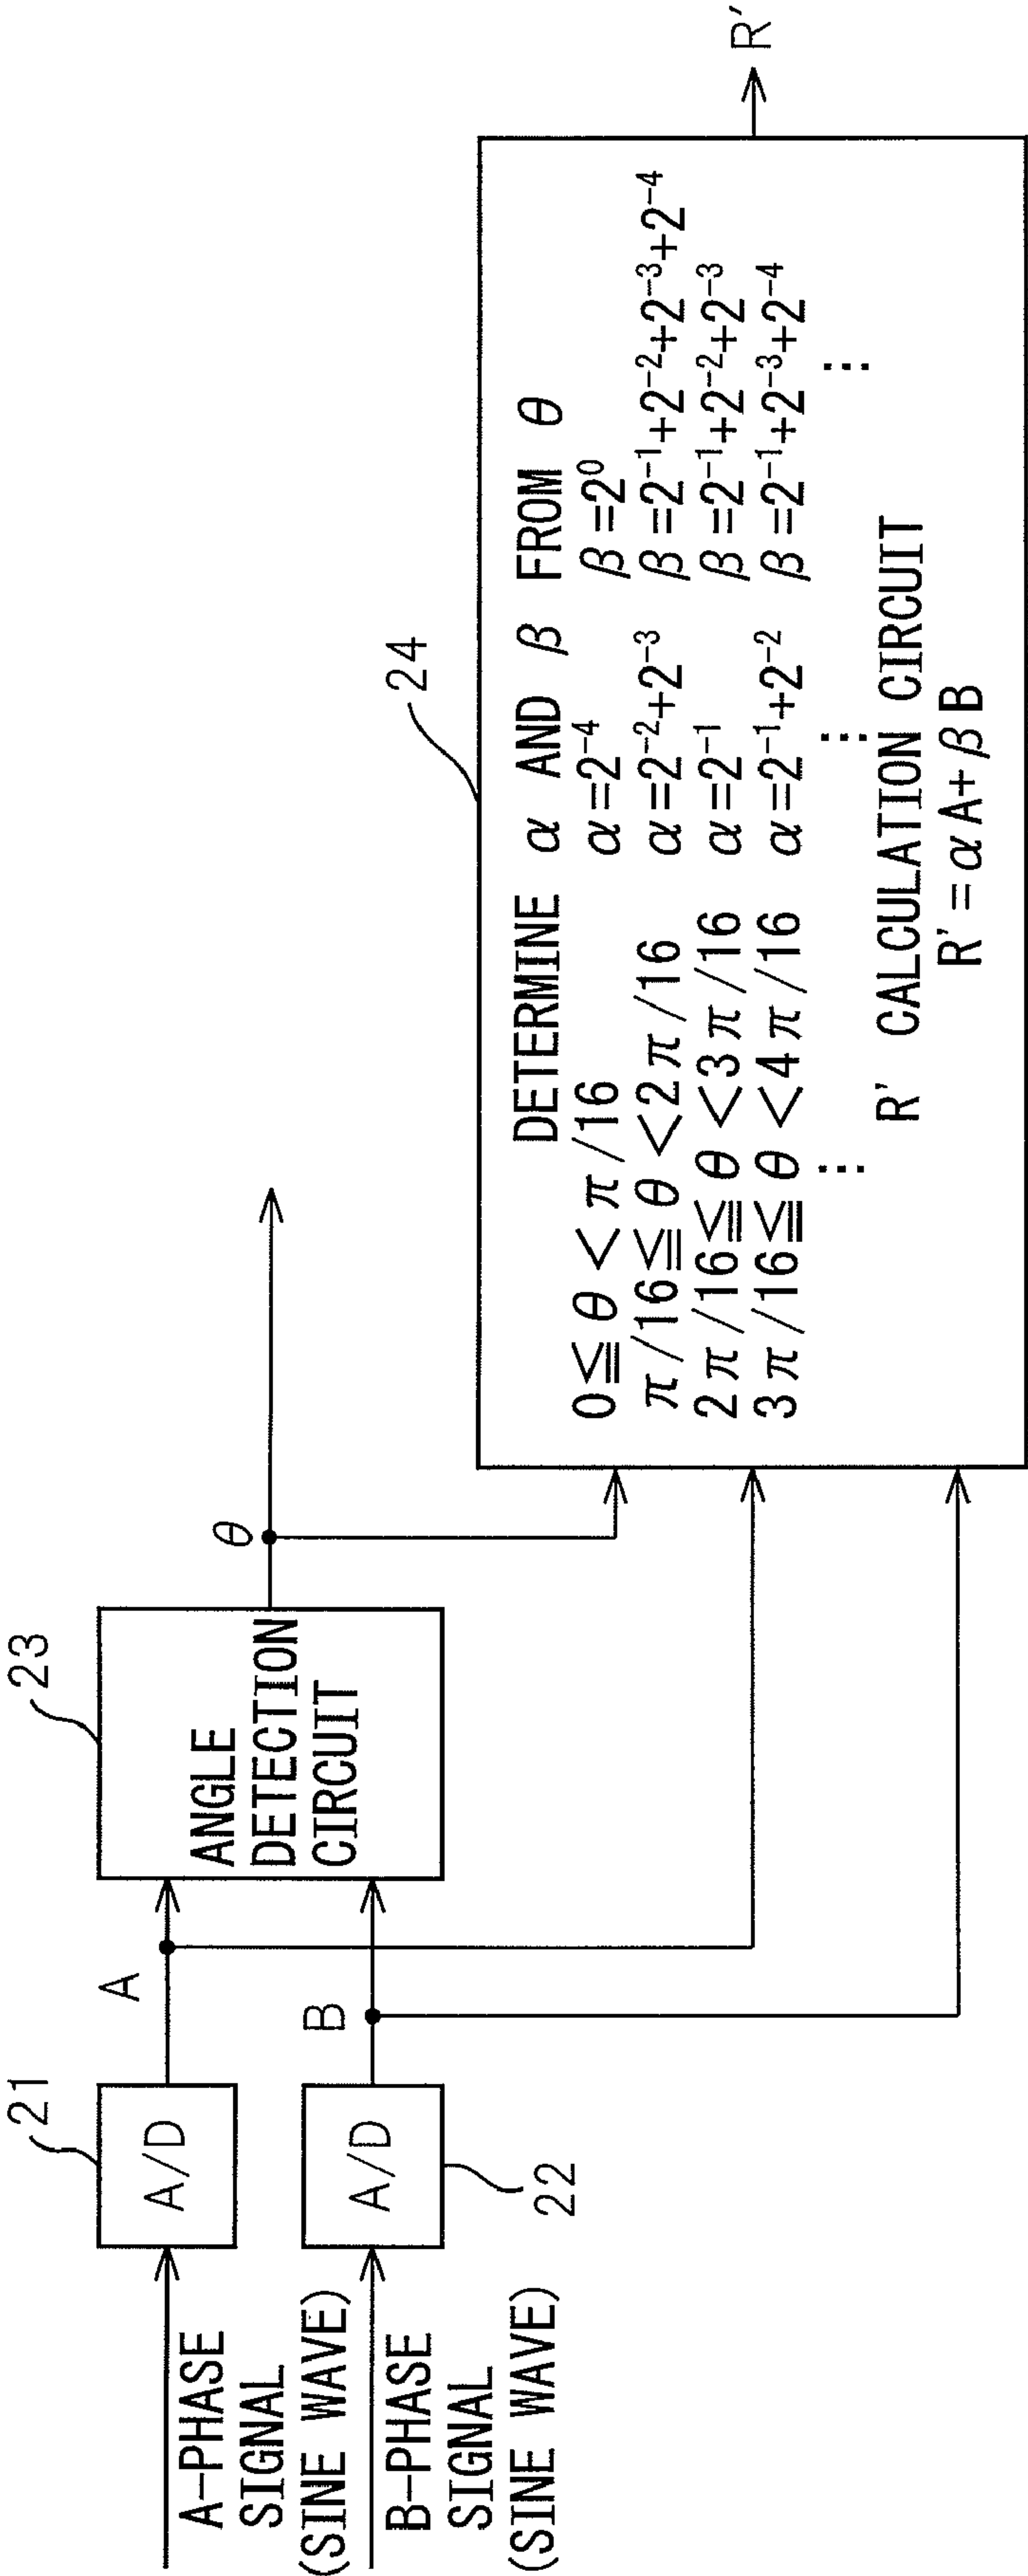 A-PHASE
SIGNAL
(SINE WAVE)
B-PHASE
SIGNAL
(SINE WAVE)
21
A/D
22
A/D
A
B
23
ANGLE
DETECTION
CIRCUIT
θ
24
DETERMINE α AND β FROM θ
0≦θ<π/16 α=2⁻⁴ β=2⁰
π/16≦θ<2π/16 α=2⁻²+2⁻³ β=2⁻¹+2⁻²+2⁻³+2⁻⁴
2π/16≦θ<3π/16 α=2⁻¹ β=2⁻¹+2⁻²+2⁻³
3π/16≦θ<4π/16 α=2⁻¹+2⁻² β=2⁻¹+2⁻³+2⁻⁴
⋮ ⋮ ⋮
R' CALCULATION CIRCUIT
R'=αA+βB
R'